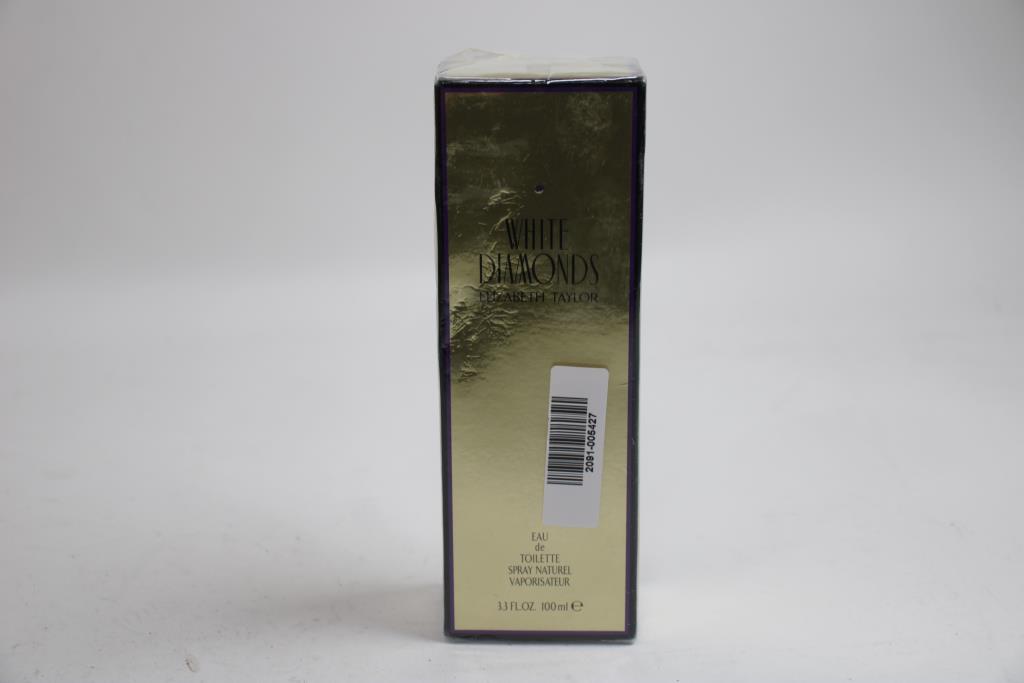 WHITE
DIAMONDS
ELIZABETH TAYLOR
2091-005427
EAU
de
TOILETTE
SPRAY NATUREL
VAPORISATEUR
3.3 FL.OZ. 100 ml ℮